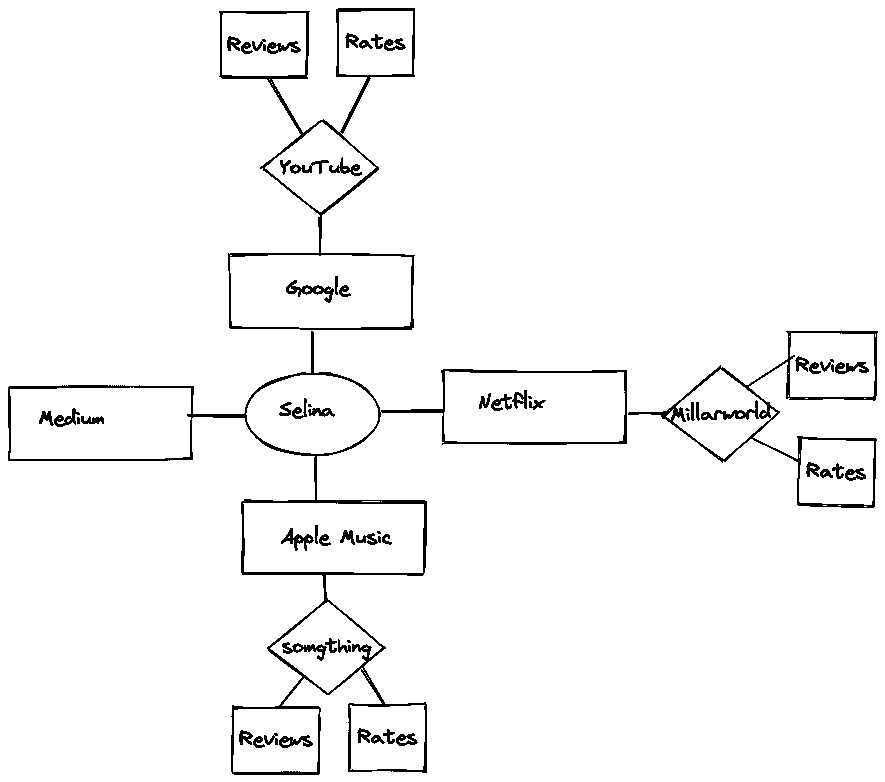 Reviews
Rates
YouTube
Google
Medium
Selina
Netflix
Millarworld
Reviews
Rates
Apple Music
somgthing
Reviews
Rates